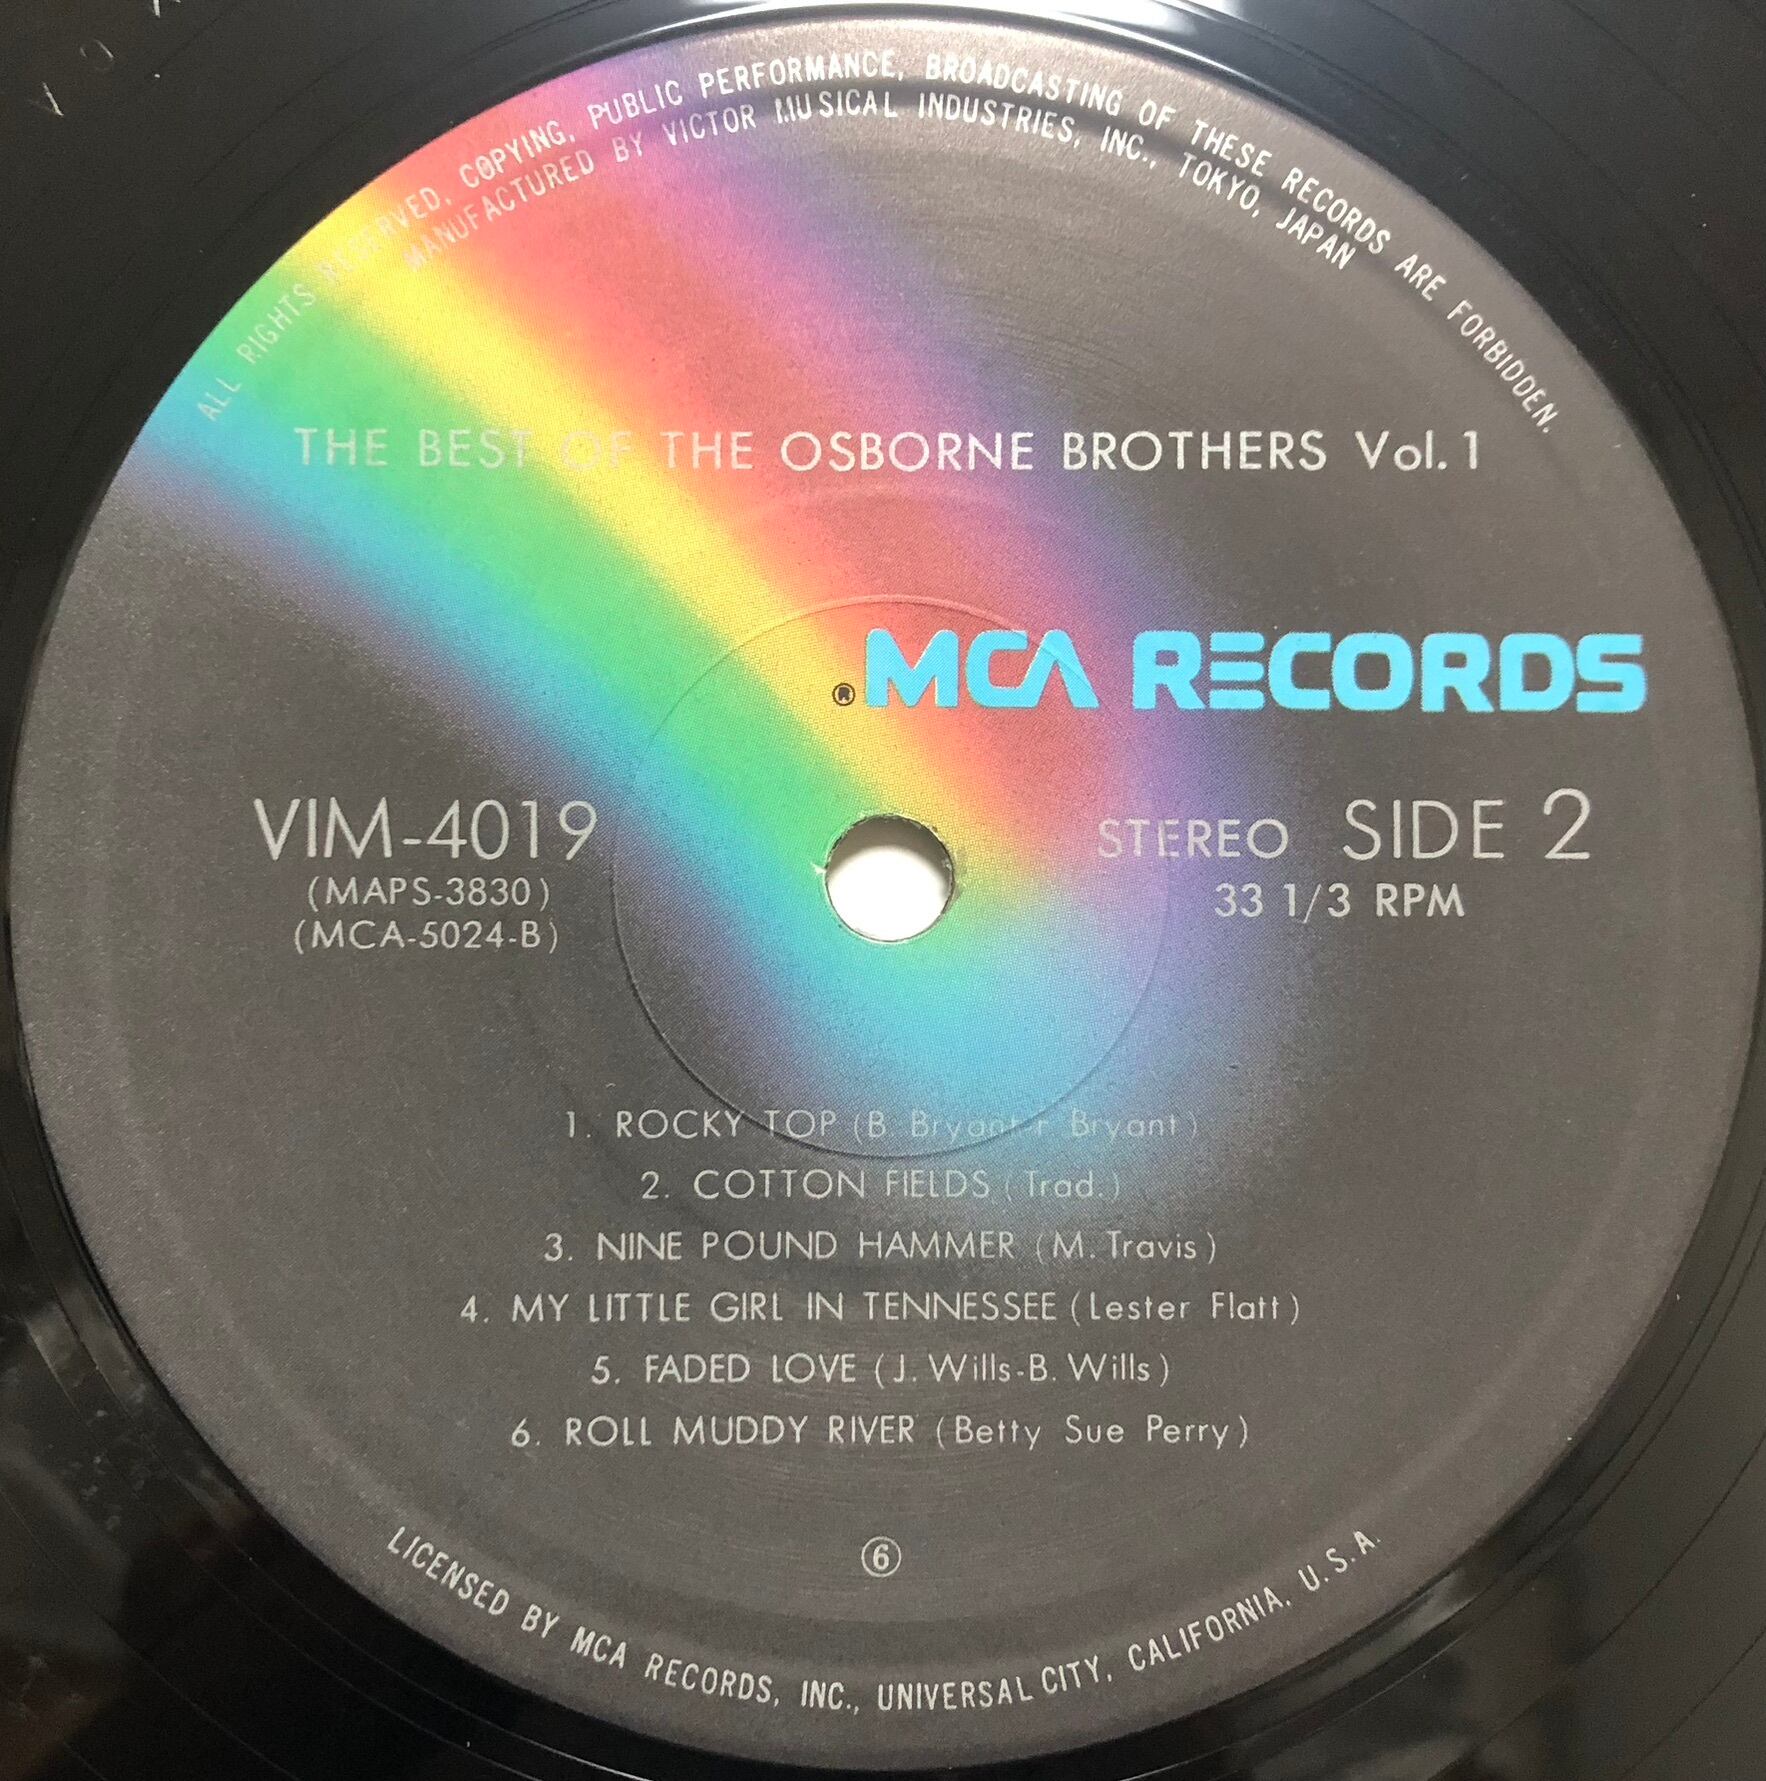 ALL RIGHTS RESERVED, COPYING, PUBLIC PERFORMANCE, BROADCASTING OF THESE RECORDS ARE FORBIDDEN.
MANUFACTURED BY VICTOR MUSICAL INDUSTRIES, INC., TOKYO, JAPAN
THE BEST OF THE OSBORNE BROTHERS Vol. 1
® MCA RECORDS
VIM-4019
(MAPS-3830)
(MCA-5024-B)
STEREO SIDE 2
33 1/3 RPM
1. ROCKY TOP (B. Bryant-r Bryant)
2. COTTON FIELDS (Trad.)
3. NINE POUND HAMMER (M. Travis)
4. MY LITTLE GIRL IN TENNESSEE (Lester Flatt)
5. FADED LOVE (J. Wills-B. Wills)
6. ROLL MUDDY RIVER (Betty Sue Perry)
⑥
LICENSED BY MCA RECORDS, INC., UNIVERSAL CITY, CALIFORNIA, U.S.A.